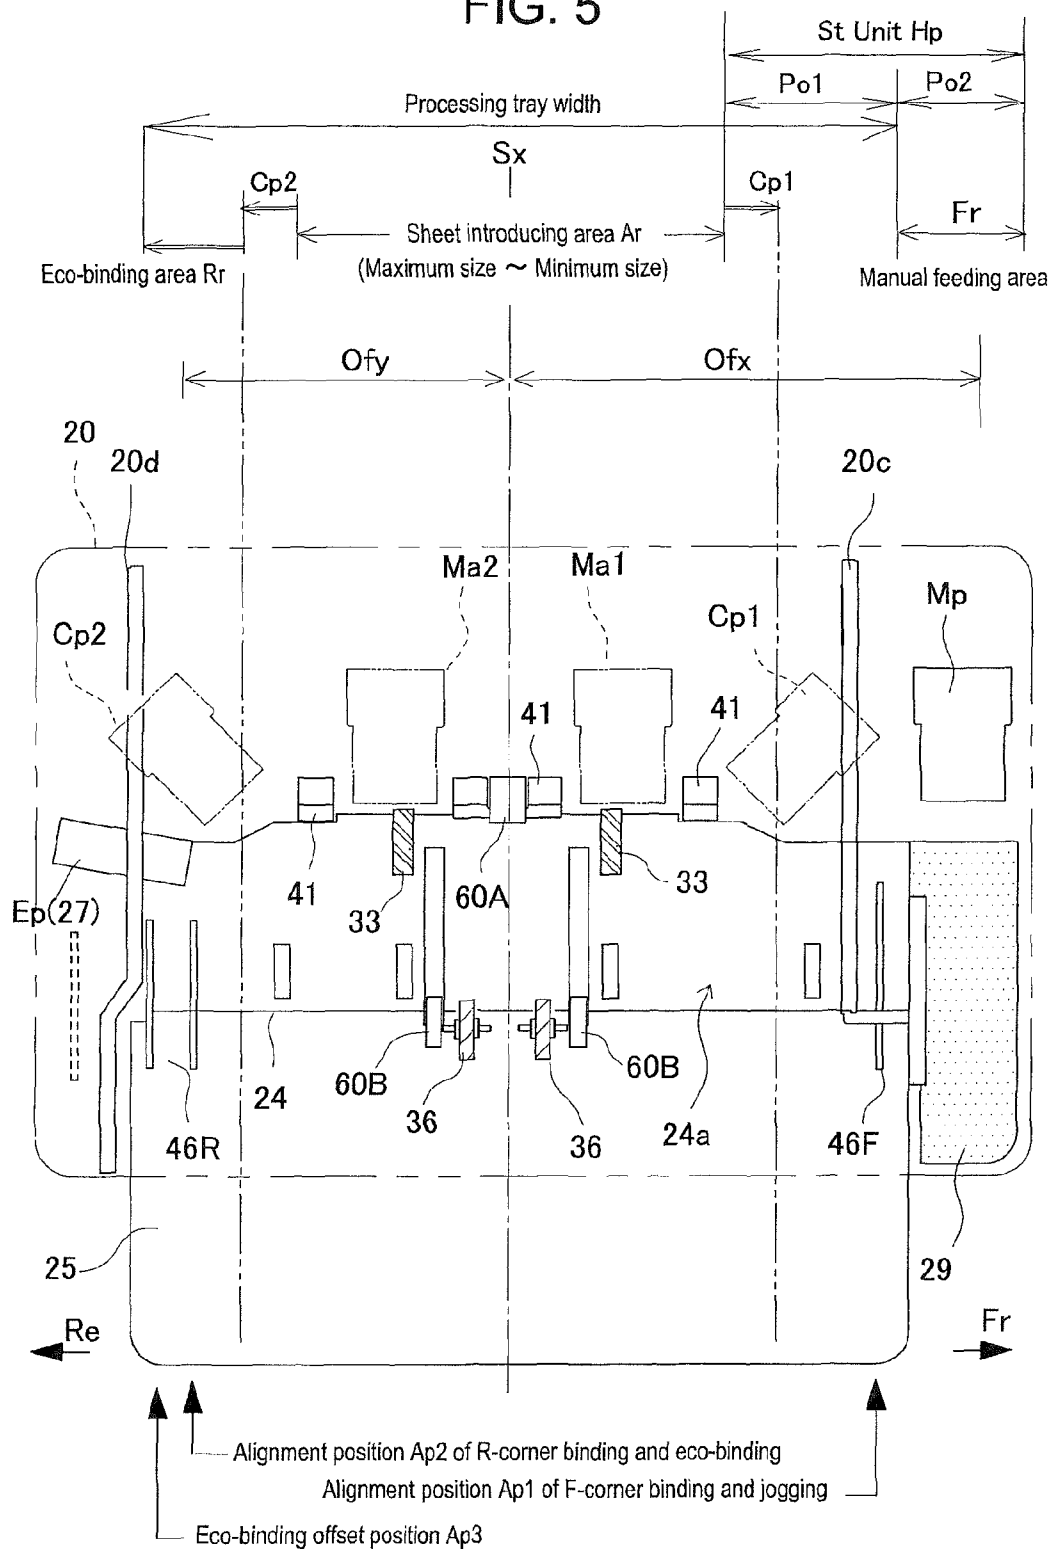 FIG. 5
St Unit Hp
Po1
Po2
Processing tray width
Sx
Cp2
Cp1
Fr
Sheet introducing area Ar
(Maximum size ~ Minimum size)
Eco-binding area Rr
Manual feeding area
Ofy
Ofx
20
20d
20c
Ma2
Ma1
Mp
Cp2
Cp1
41
41
41
33
60A
33
Ep(27)
60B
60B
24
36
36
24a
46R
46F
25
29
Re
Fr
Alignment position Ap2 of R-corner binding and eco-binding
Alignment position Ap1 of F-corner binding and jogging
Eco-binding offset position Ap3